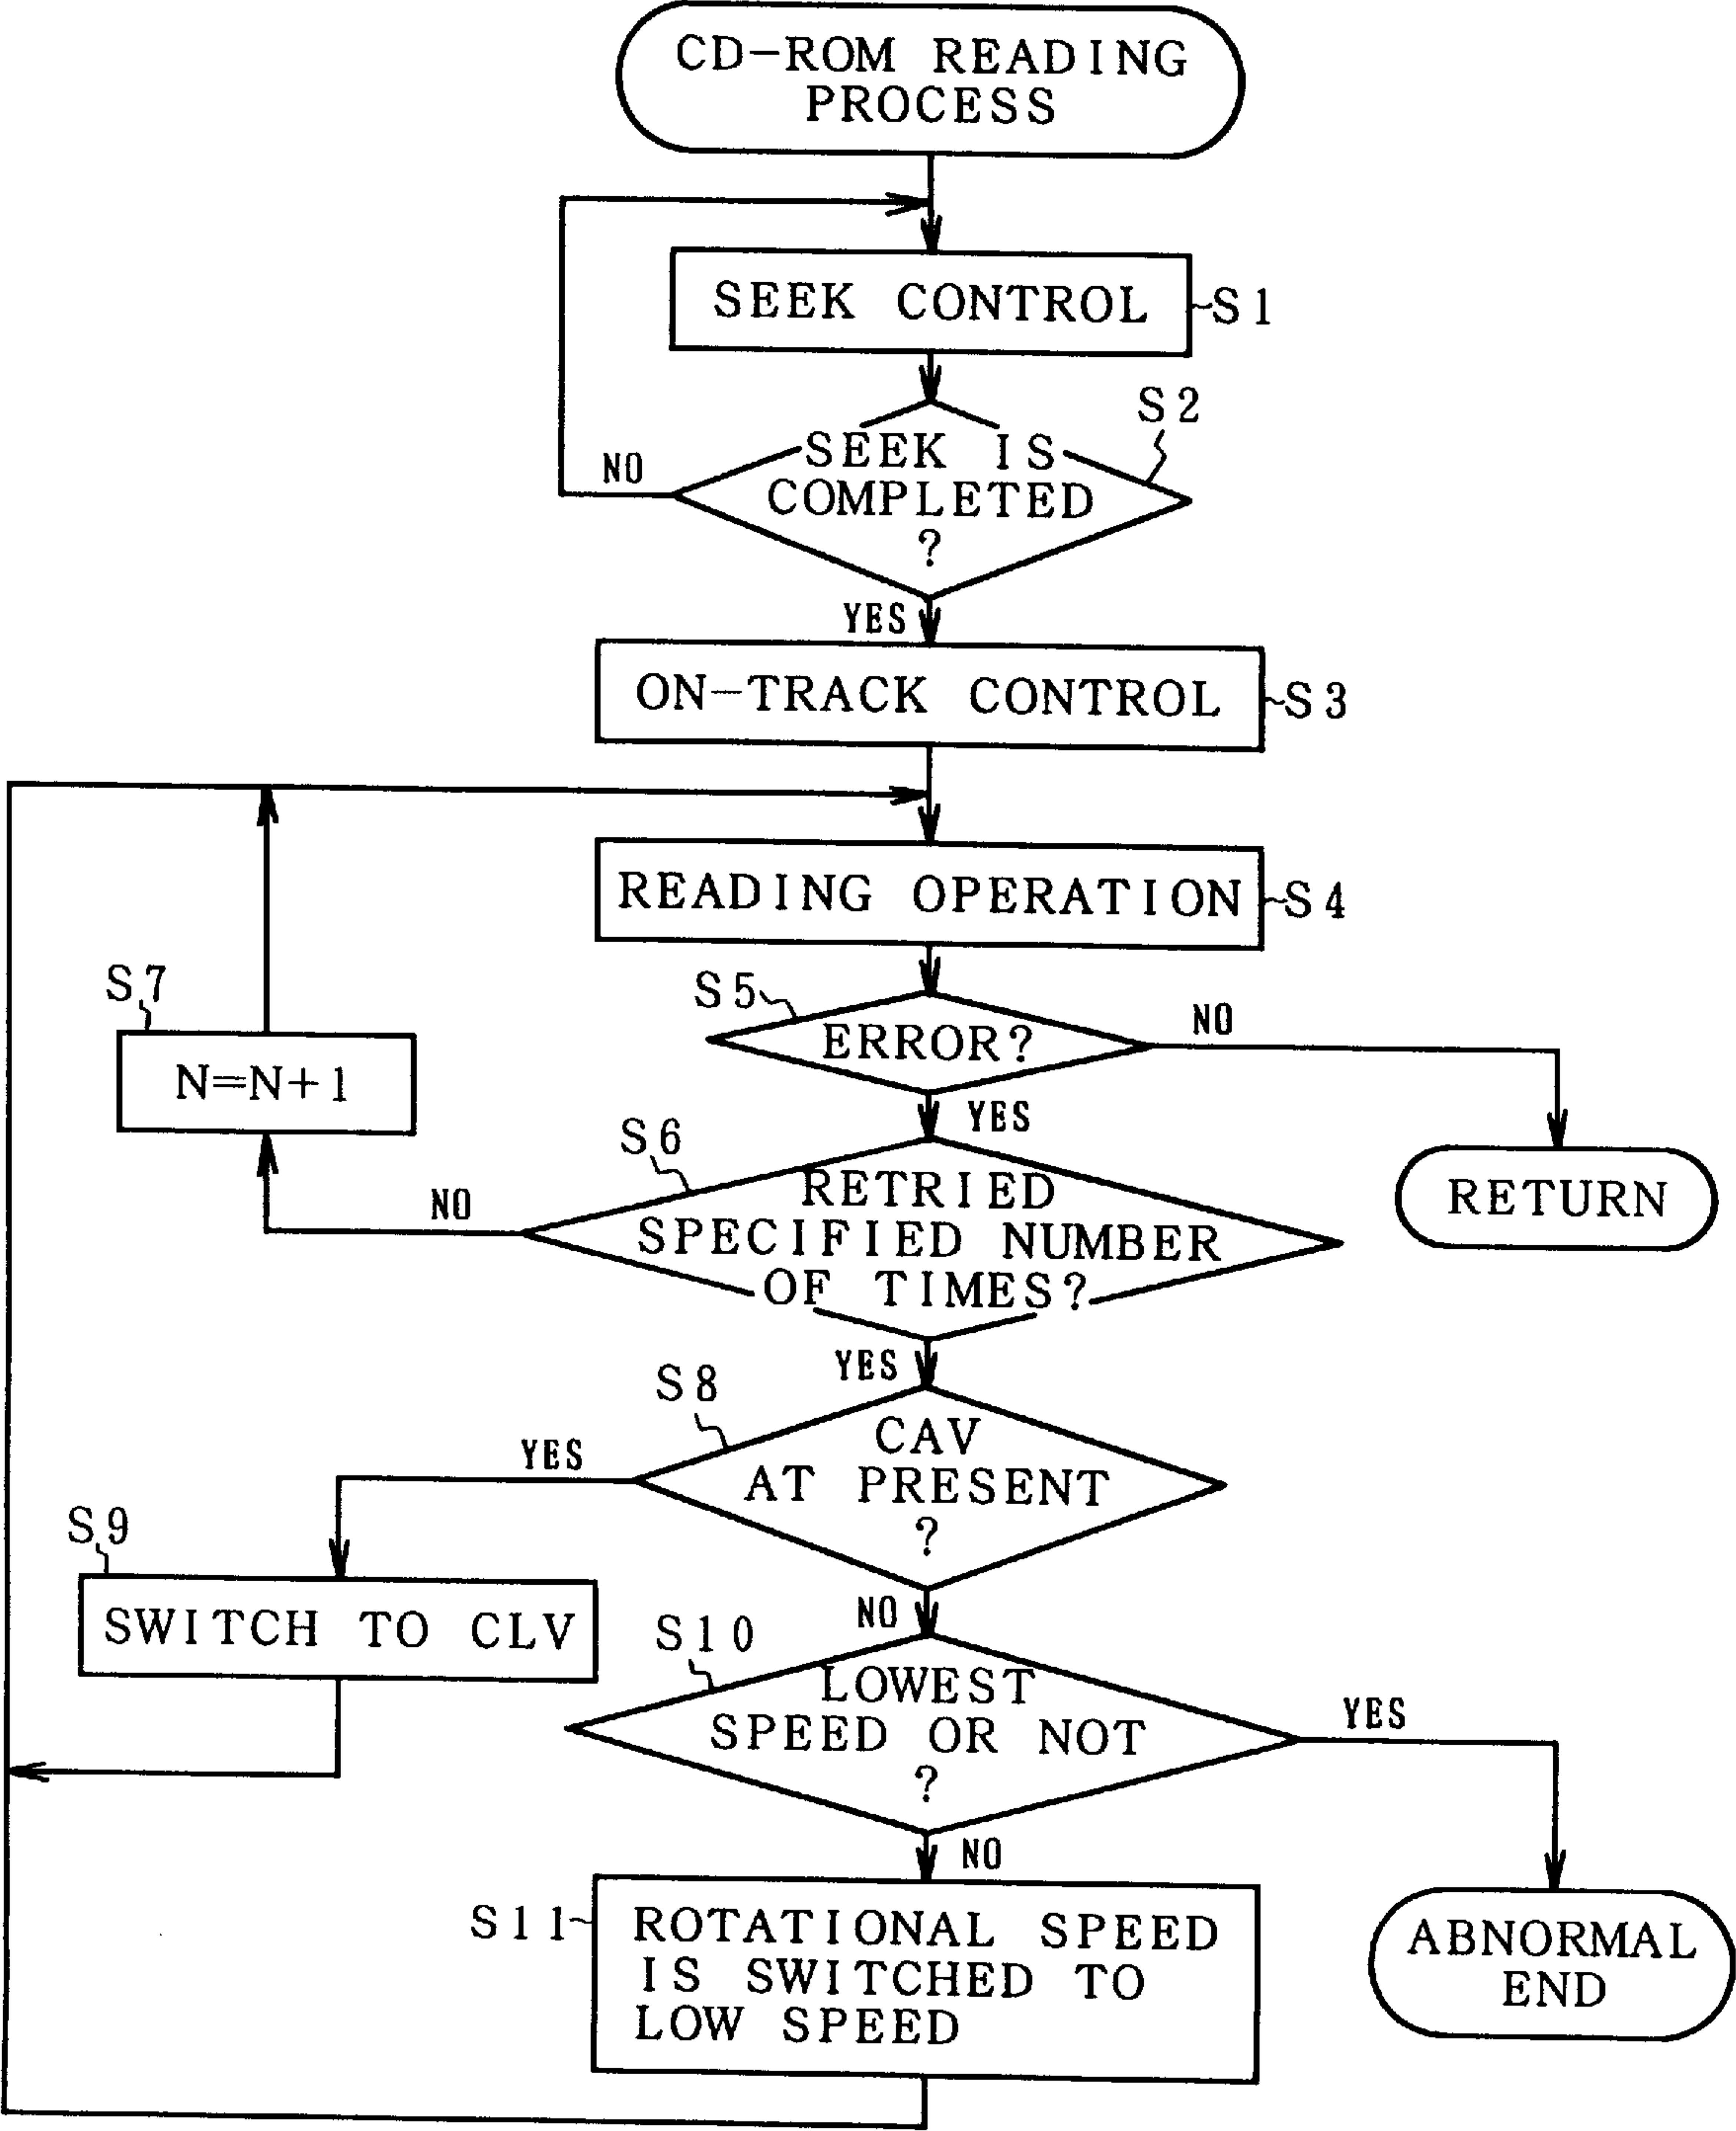 CD-ROM READING
PROCESS
SEEK CONTROL
S1
S2
SEEK IS
COMPLETED
?
NO
YES
ON-TRACK CONTROL
S3
READING OPERATION
S4
S5
ERROR?
NO
YES
S7
N=N+1
S6
RETRIED
SPECIFIED NUMBER
OF TIMES?
NO
RETURN
YES
S8
CAV
AT PRESENT
?
YES
S9
SWITCH TO CLV
NO
S10
LOWEST
SPEED OR NOT
?
YES
NO
S11
ROTATIONAL SPEED
IS SWITCHED TO
LOW SPEED
ABNORMAL
END